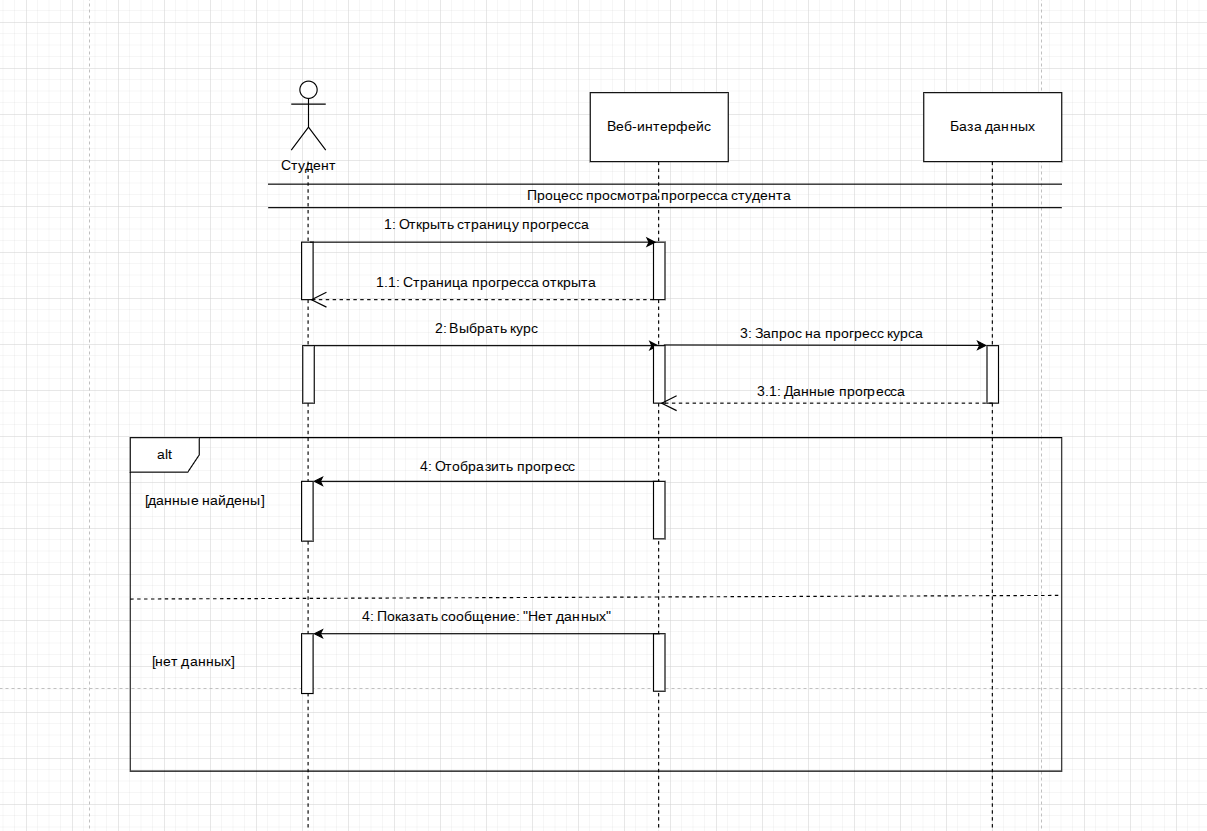 Студент
Веб-интерфейс
База данных
Процесс просмотра прогресса студента
1: Открыть страницу прогресса
1.1: Страница прогресса открыта
2: Выбрать курс
3: Запрос на прогресс курса
3.1: Данные прогресса
alt
4: Отобразить прогресс
[данные найдены]
4: Показать сообщение: "Нет данных"
[нет данных]